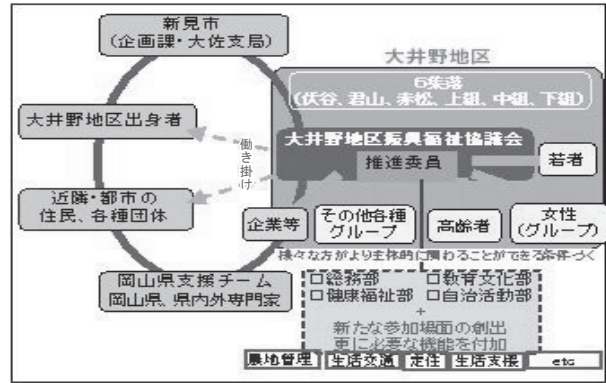 新見市
(企画課・大佐支局)
大井野地区
6集落
(伏谷、君山、赤松、上組、中組、下組)
大井野地区出身者
働き掛け
大井野地区振興福祉協議会
推進委員
若者
近隣・都市の
住民、各種団体
企業等
その他各種
グループ
高齢者
女性
(グループ)
様々な方がより主体的に関わることができる条件づく
岡山県支援チーム
岡山県、県内外専門家
□総務部 □教育文化部
□健康福祉部 □自治活動部
+
新たな参加場面の創出
更に必要な機能を付加
農地管理 生活交通 定住 生活支援 etc